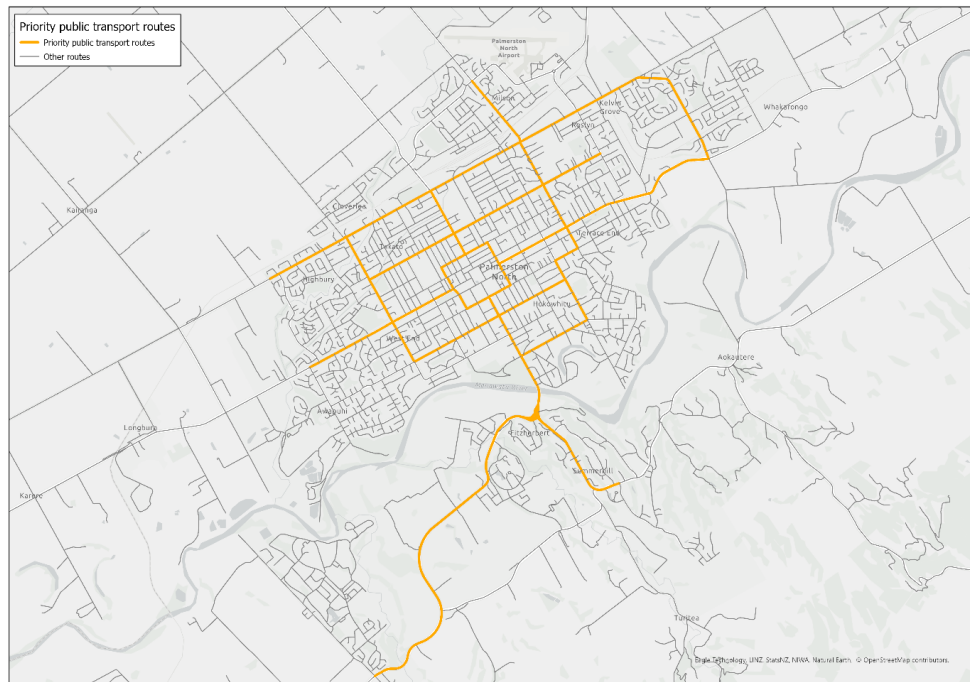 Priority public transport routes
Priority public transport routes
Other routes
Palmerston
North
Airport
Milson
Kelvin
Grove
Whakarongo
Roslyn
Kairanga
Cloverlea
Takaro
Terrace End
Highbury
Palmerston
North
Hokowhitu
West End
Aokautere
Awapuni
Longburn
Fitzherbert
Summerhill
Karere
Turitea
Eagle Technology, LINZ, StatsNZ, NIWA, Natural Earth, © OpenStreetMap contributors.